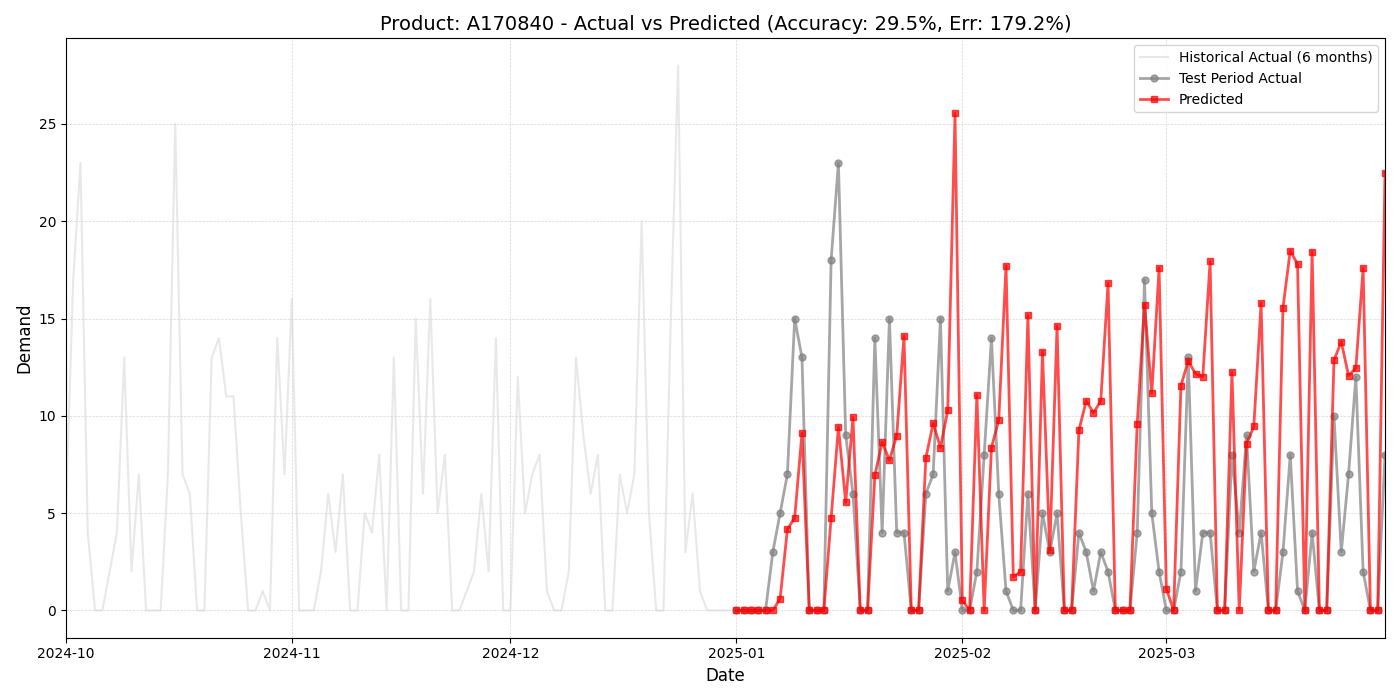 Product: A170840 - Actual vs Predicted (Accuracy: 29.5%, Err: 179.2%)
Historical Actual (6 months)
Test Period Actual
Predicted
Demand
25
20
15
10
5
0
2024-10
2024-11
2024-12
2025-01
2025-02
2025-03
Date